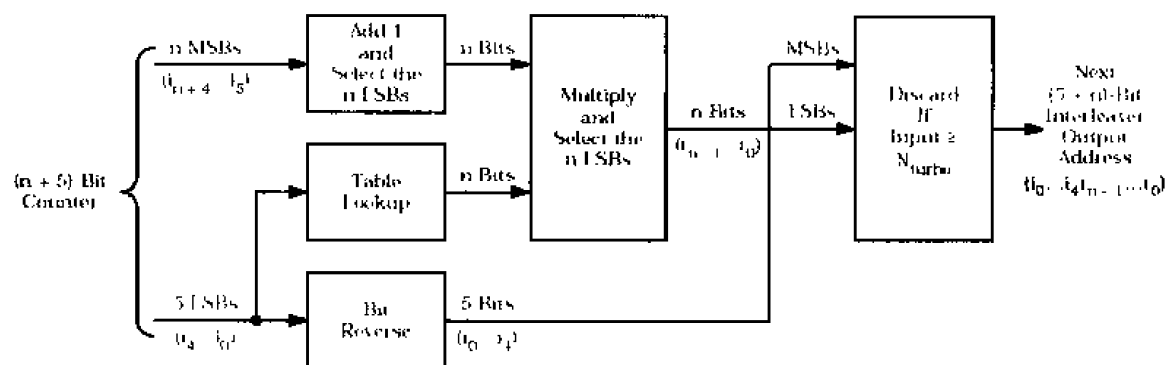 (n + 5)-Bit
Counter
n MSBs
Add 1
and
Select the
n LSBs
n Bits
Table
Lookup
n Bits
5 LSBs
Bit
Reverse
5 Bits
Multiply
and
Select the
n LSBs
n Bits
MSBs
LSBs
Discard
If
Input ≥
N_turbo
Next
(5 + n)-Bit
Interleaver
Output
Address